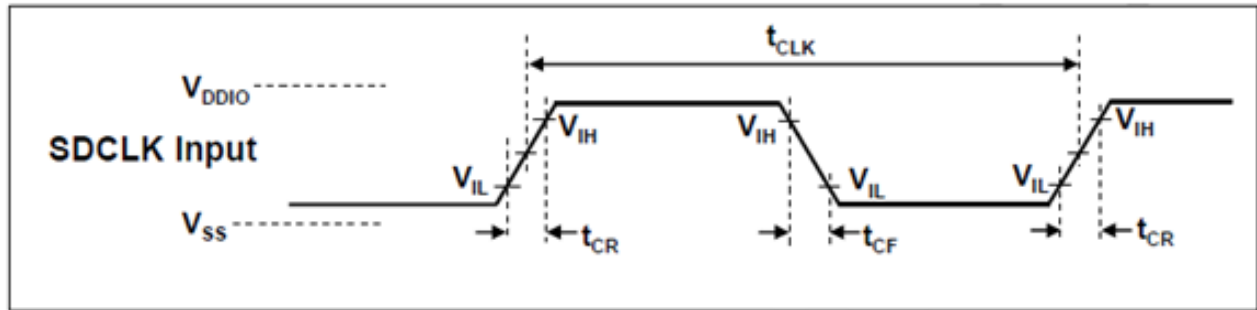 tCLK
VDDIO
SDCLK Input
VIH VIH VIH
VIL VIL VIL
VSS
tCR tCF tCR